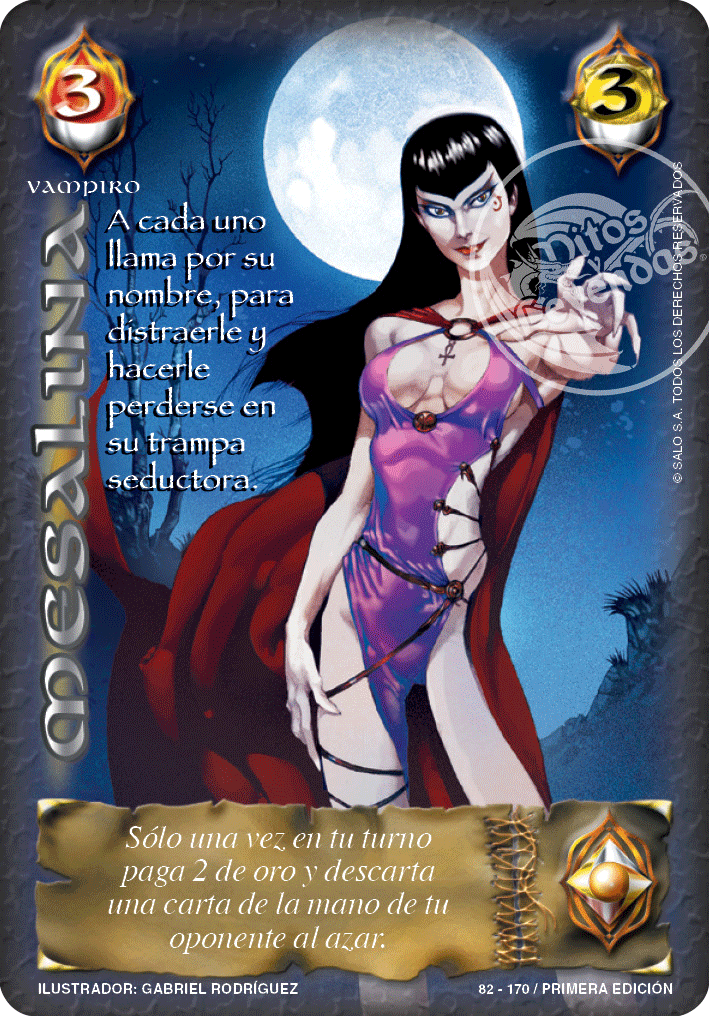 3
3
VAMPIRO
A cada uno
llama por su
nombre, para
distraerle y
hacerle
perderse en
su trampa
seductora.
MESALINA
Mitos
y
Leyendas
®
© SALO S.A. TODOS LOS DERECHOS RESERVADOS
Sólo una vez en tu turno
paga 2 de oro y descarta
una carta de la mano de tu
oponente al azar.
ILUSTRADOR: GABRIEL RODRÍGUEZ
82 - 170 / PRIMERA EDICIÓN